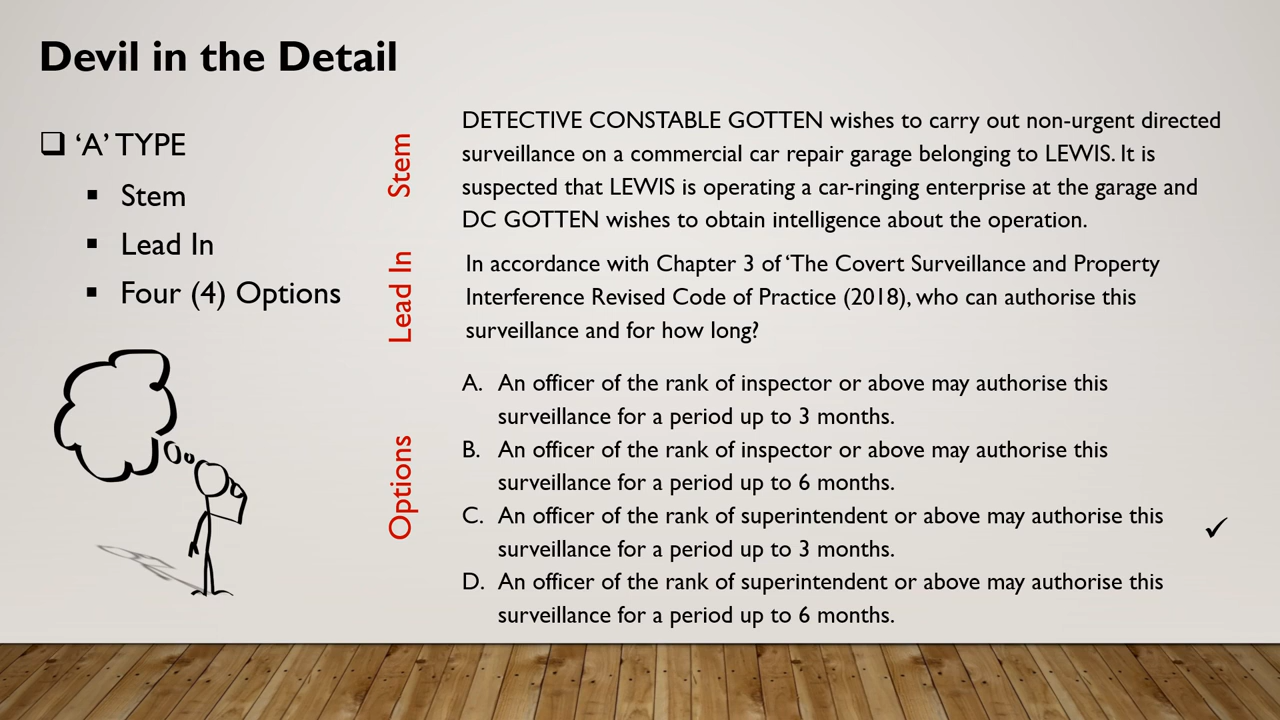 Devil in the Detail
❑ ‘A’ TYPE
▪ Stem
▪ Lead In
▪ Four (4) Options
Stem
DETECTIVE CONSTABLE GOTTEN wishes to carry out non-urgent directed
surveillance on a commercial car repair garage belonging to LEWIS. It is
suspected that LEWIS is operating a car-ringing enterprise at the garage and
DC GOTTEN wishes to obtain intelligence about the operation.
Lead In
In accordance with Chapter 3 of ‘The Covert Surveillance and Property
Interference Revised Code of Practice (2018), who can authorise this
surveillance and for how long?
Options
A. An officer of the rank of inspector or above may authorise this
surveillance for a period up to 3 months.
B. An officer of the rank of inspector or above may authorise this
surveillance for a period up to 6 months.
C. An officer of the rank of superintendent or above may authorise this ✓
surveillance for a period up to 3 months.
D. An officer of the rank of superintendent or above may authorise this
surveillance for a period up to 6 months.